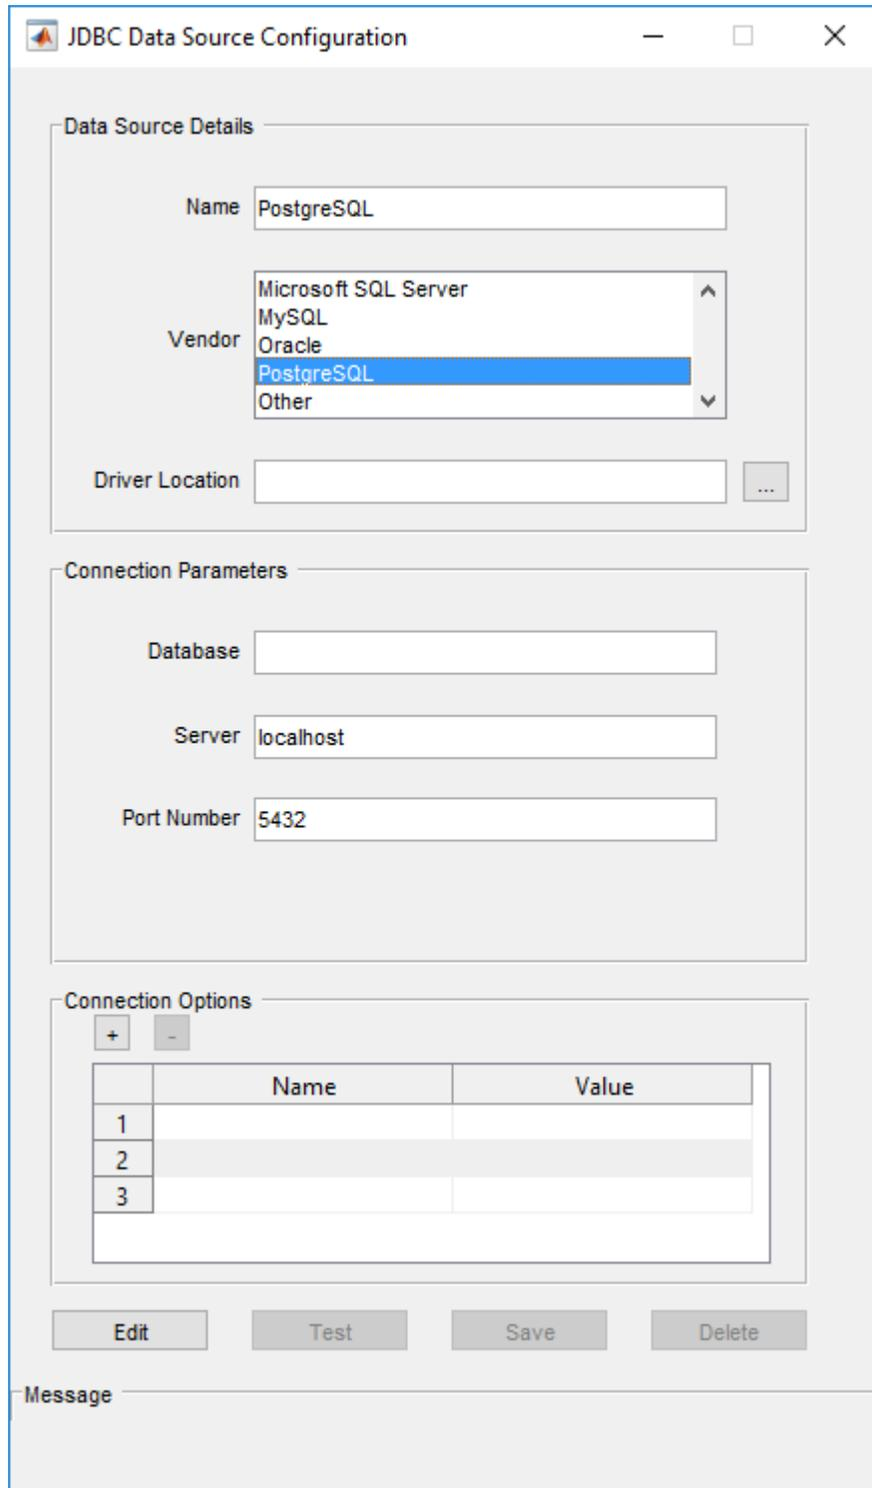 JDBC Data Source Configuration
Data Source Details
Name PostgreSQL
Vendor
Microsoft SQL Server
MySQL
Oracle
PostgreSQL
Other
Driver Location ...
Connection Parameters
Database
Server localhost
Port Number 5432
Connection Options
+ -
Name Value
1
2
3
Edit Test Save Delete
Message